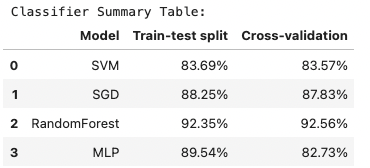 Classifier Summary Table:
Model Train-test split Cross-validation
0 SVM 83.69% 83.57%
1 SGD 88.25% 87.83%
2 RandomForest 92.35% 92.56%
3 MLP 89.54% 82.73%